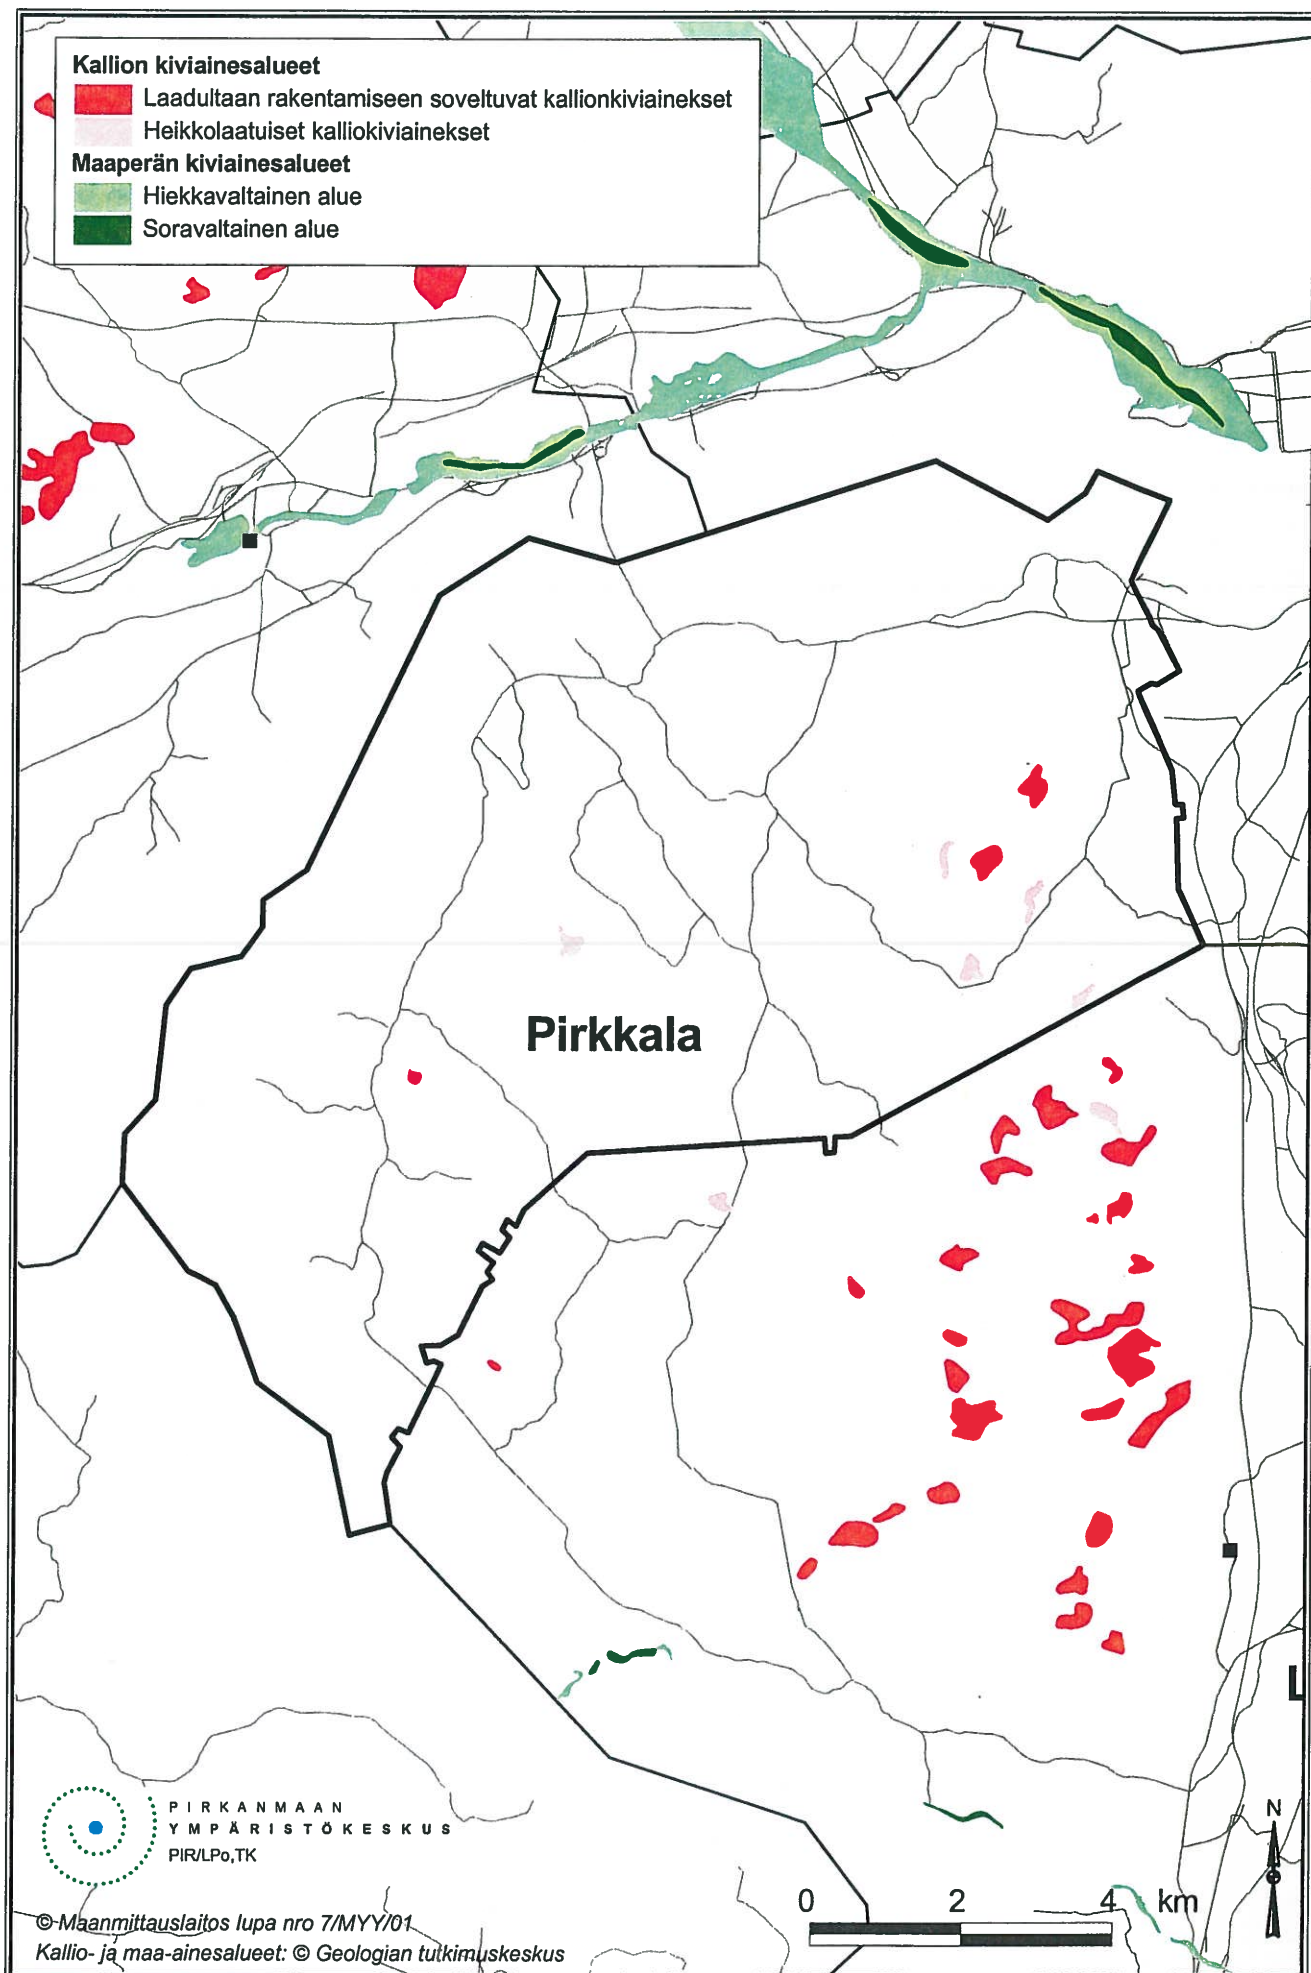 Kallion kiviainesalueet
Laadultaan rakentamiseen soveltuvat kallionkiviainekset
Heikkolaatuiset kalliokiviainekset
Maaperän kiviainesalueet
Hiekkavaltainen alue
Soravaltainen alue
Pirkkala
L
PIRKANMAAN
YMPÄRISTÖKESKUS
PIR/LPo,TK
N
0 2 4 km
© Maanmittauslaitos lupa nro 7/MYY/01
Kallio- ja maa-ainesalueet: © Geologian tutkimuskeskus